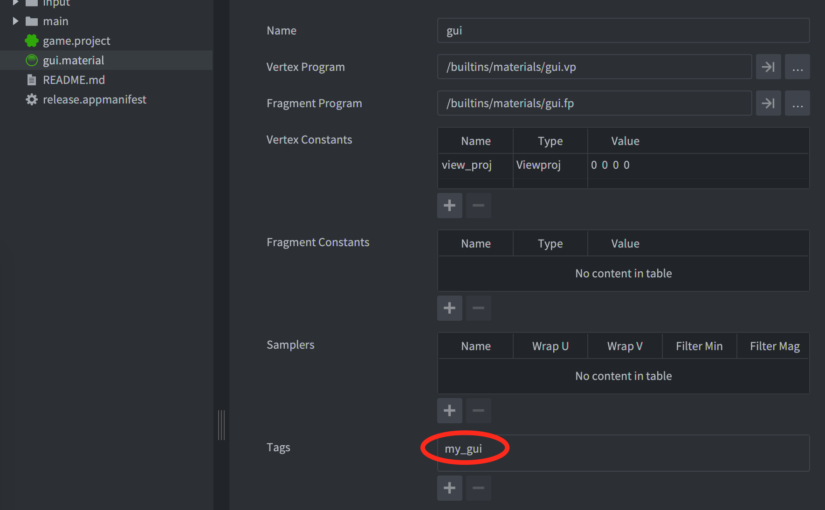 input
main
game.project
gui.material
README.md
release.appmanifest
Name
gui
Vertex Program
/builtins/materials/gui.vp
...
Fragment Program
/builtins/materials/gui.fp
...
Vertex Constants
Name Type Value
view_proj Viewproj 0 0 0 0
+ −
Fragment Constants
Name Type Value
No content in table
+ −
Samplers
Name Wrap U Wrap V Filter Min Filter Mag
No content in table
+ −
Tags
my_gui
+ −